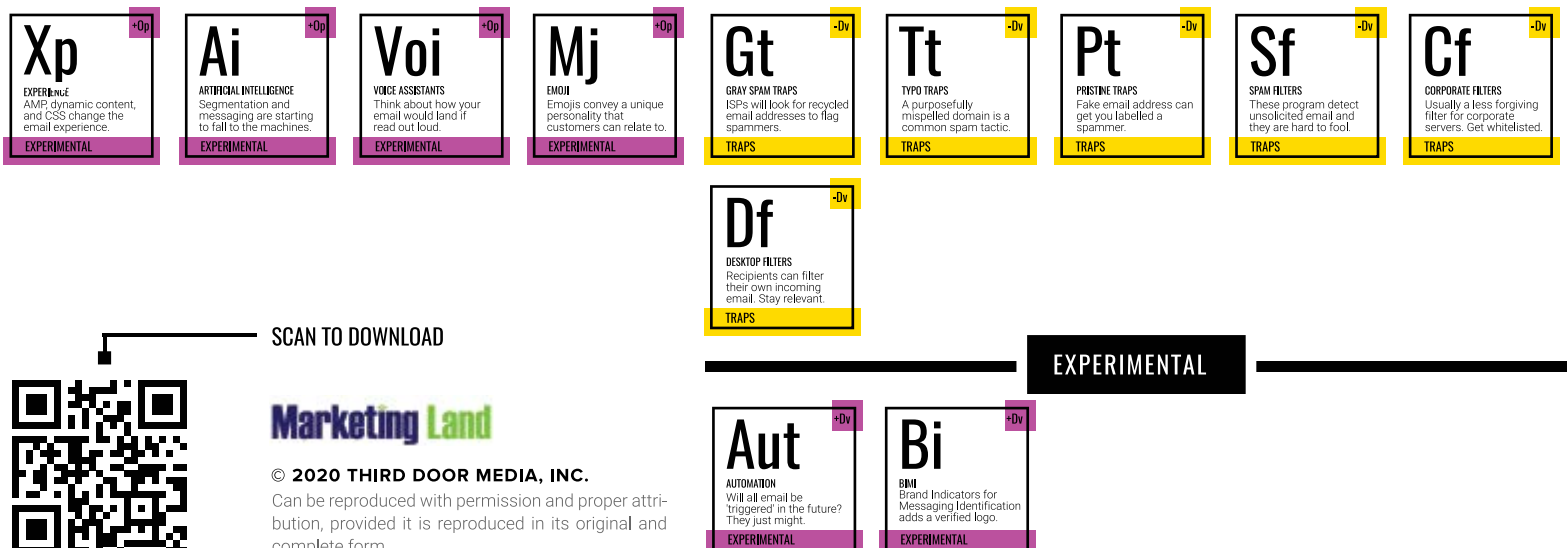 +Op
Xp
EXPERIENCE
AMP, dynamic content,
and CSS change the
email experience.
EXPERIMENTAL
+Op
Ai
ARTIFICIAL INTELLIGENCE
Segmentation and
messaging are starting
to fall to the machines.
EXPERIMENTAL
+Op
Voi
VOICE ASSISTANTS
Think about how your
email would land if
read out loud.
EXPERIMENTAL
+Op
Mj
EMOJI
Emojis convey a unique
personality that
customers can relate to.
EXPERIMENTAL
-Dv
Gt
GRAY SPAM TRAPS
ISPs will look for recycled
email addresses to flag
spammers.
TRAPS
-Dv
Tt
TYPO TRAPS
A purposefully
mispelled domain is a
common spam tactic.
TRAPS
-Dv
Pt
PRISTINE TRAPS
Fake email address can
get you labelled a
spammer.
TRAPS
-Dv
Sf
SPAM FILTERS
These program detect
unsolicited email and
they are hard to fool.
TRAPS
-Dv
Cf
CORPORATE FILTERS
Usually a less forgiving
filter for corporate
servers. Get whitelisted.
TRAPS
-Dv
Df
DESKTOP FILTERS
Recipients can filter
their own incoming
email. Stay relevant.
TRAPS
SCAN TO DOWNLOAD
Marketing Land
© 2020 THIRD DOOR MEDIA, INC.
Can be reproduced with permission and proper attri-
bution, provided it is reproduced in its original and
complete form
EXPERIMENTAL
+Dv
Aut
AUTOMATION
Will all email be
'triggered' in the future?
They just might.
EXPERIMENTAL
+Dv
Bi
BIMI
Brand Indicators for
Messaging Identification
adds a verified logo.
EXPERIMENTAL